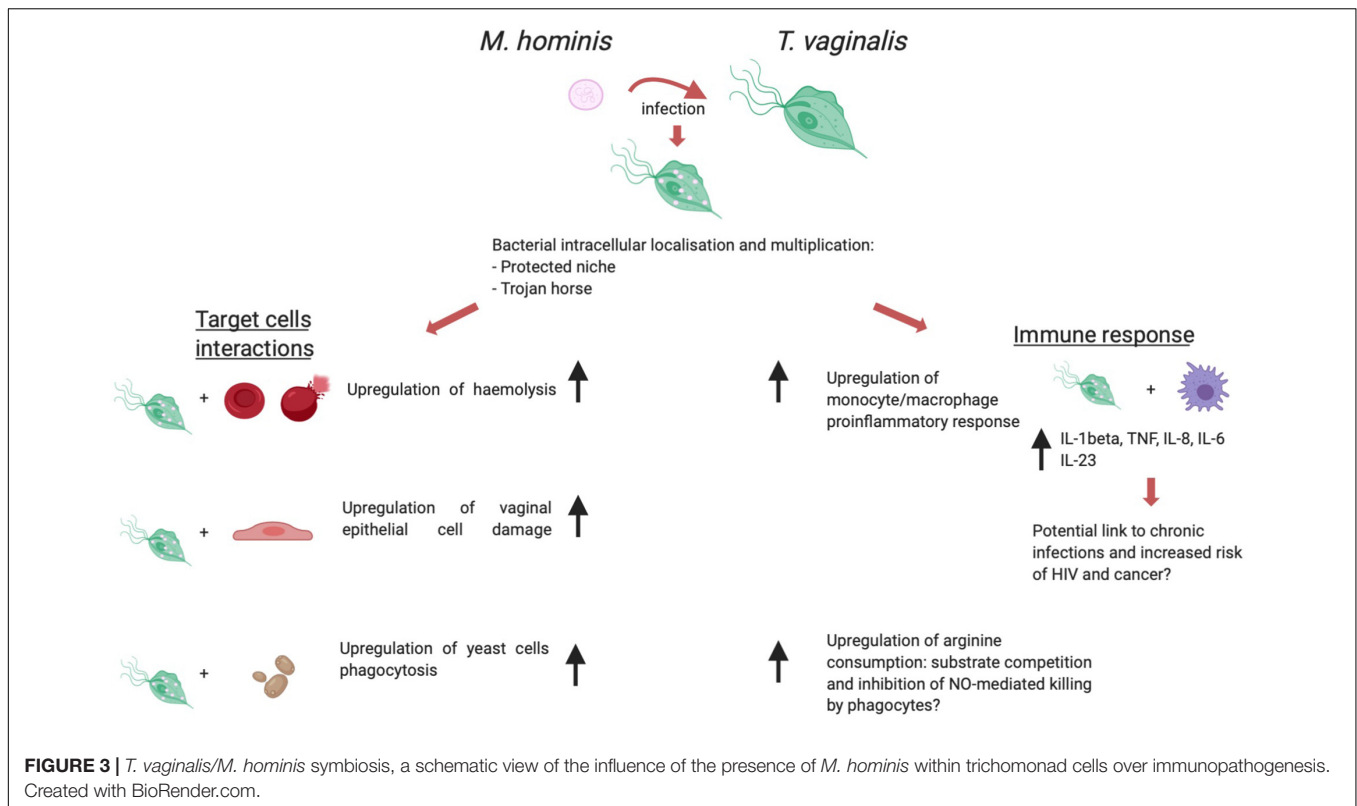 M. hominis
T. vaginalis
infection
Bacterial intracellular localisation and multiplication:
- Protected niche
- Trojan horse
Target cells
interactions
+
Upregulation of haemolysis
+
Upregulation of vaginal
epithelial cell damage
+
Upregulation of yeast cells
phagocytosis
Immune response
Upregulation of
monocyte/macrophage
proinflammatory response
+
IL-1beta, TNF, IL-8, IL-6
IL-23
Potential link to chronic
infections and increased risk
of HIV and cancer?
Upregulation of arginine
consumption: substrate competition
and inhibition of NO-mediated killing
by phagocytes?
FIGURE 3 | T. vaginalis/M. hominis symbiosis, a schematic view of the influence of the presence of M. hominis within trichomonad cells over immunopathogenesis.
Created with BioRender.com.